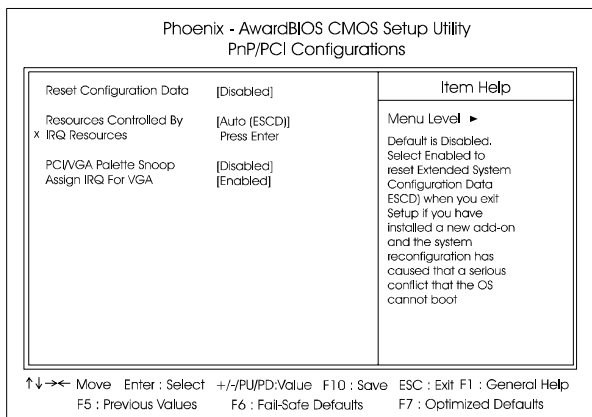 Phoenix - AwardBIOS CMOS Setup Utility
PnP/PCI Configurations
Reset Configuration Data [Disabled]
Resources Controlled By [Auto (ESCD)]
x IRQ Resources Press Enter
PCI/VGA Palette Snoop [Disabled]
Assign IRQ For VGA [Enabled]
Item Help
Menu Level ►
Default is Disabled.
Select Enabled to
reset Extended System
Configuration Data
ESCD) when you exit
Setup if you have
installed a new add-on
and the system
reconfiguration has
caused that a serious
conflict that the OS
cannot boot
↑↓→← Move Enter : Select +/-/PU/PD:Value F10 : Save ESC : Exit F1 : General Help
F5 : Previous Values F6 : Fail-Safe Defaults F7 : Optimized Defaults